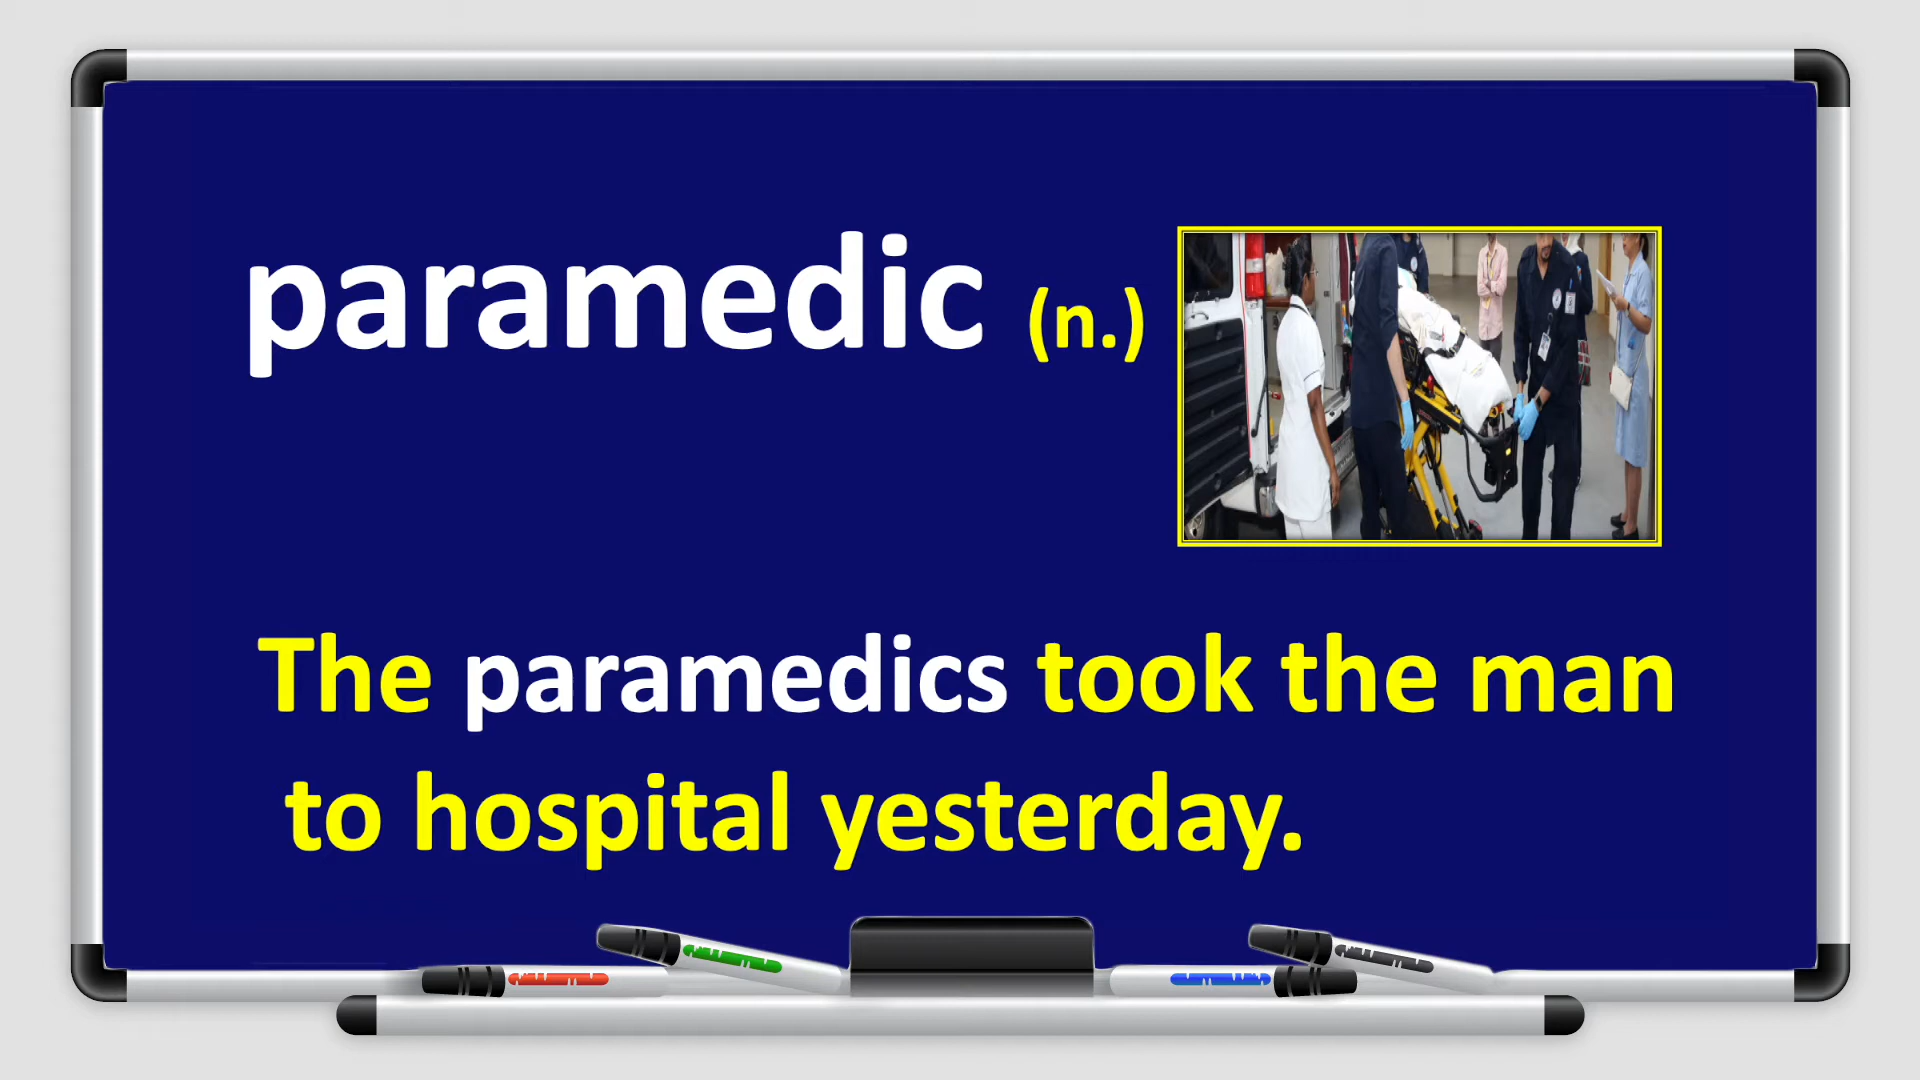 paramedic (n.)
The paramedics took the man
to hospital yesterday.